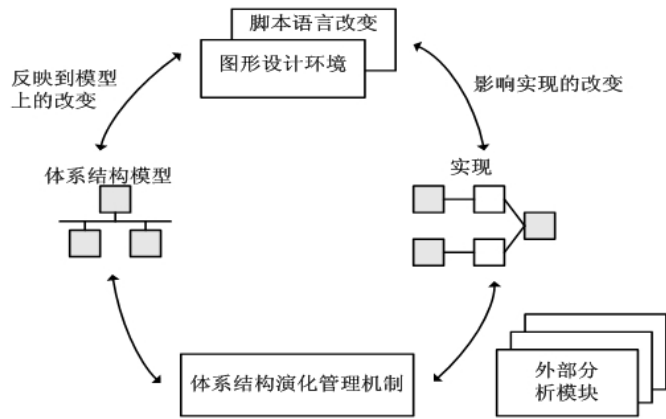 脚本语言改变
图形设计环境
反映到模型
上的改变
影响实现的改变
体系结构模型
实现
体系结构演化管理机制
外部分
析模块